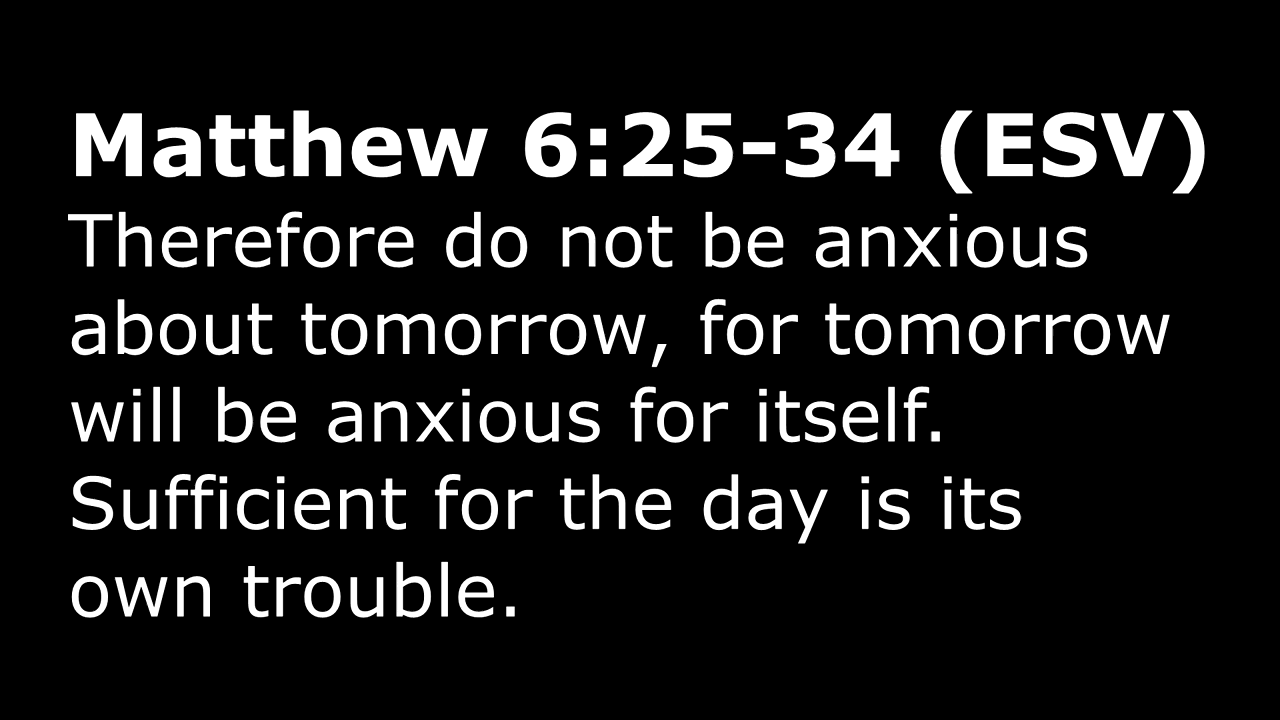 Matthew 6:25-34 (ESV)
Therefore do not be anxious
about tomorrow, for tomorrow
will be anxious for itself.
Sufficient for the day is its
own trouble.